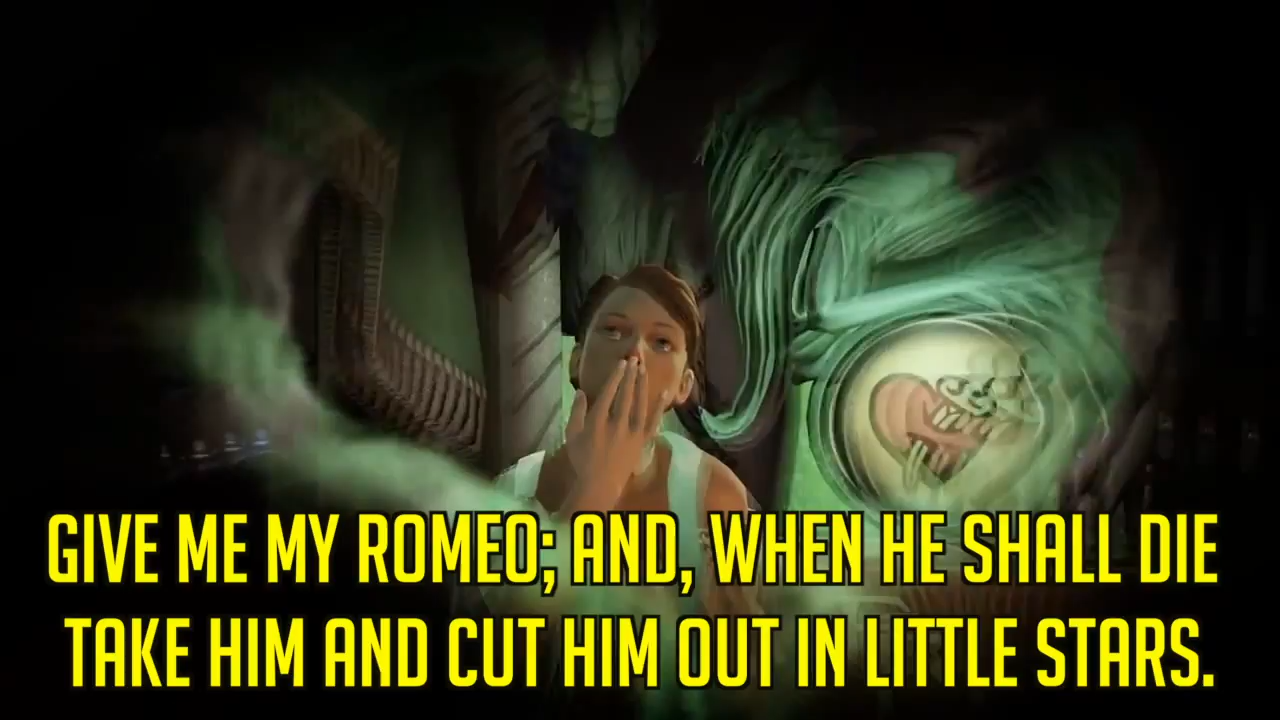 GIVE ME MY ROMEO; AND, WHEN HE SHALL DIE
TAKE HIM AND CUT HIM OUT IN LITTLE STARS.